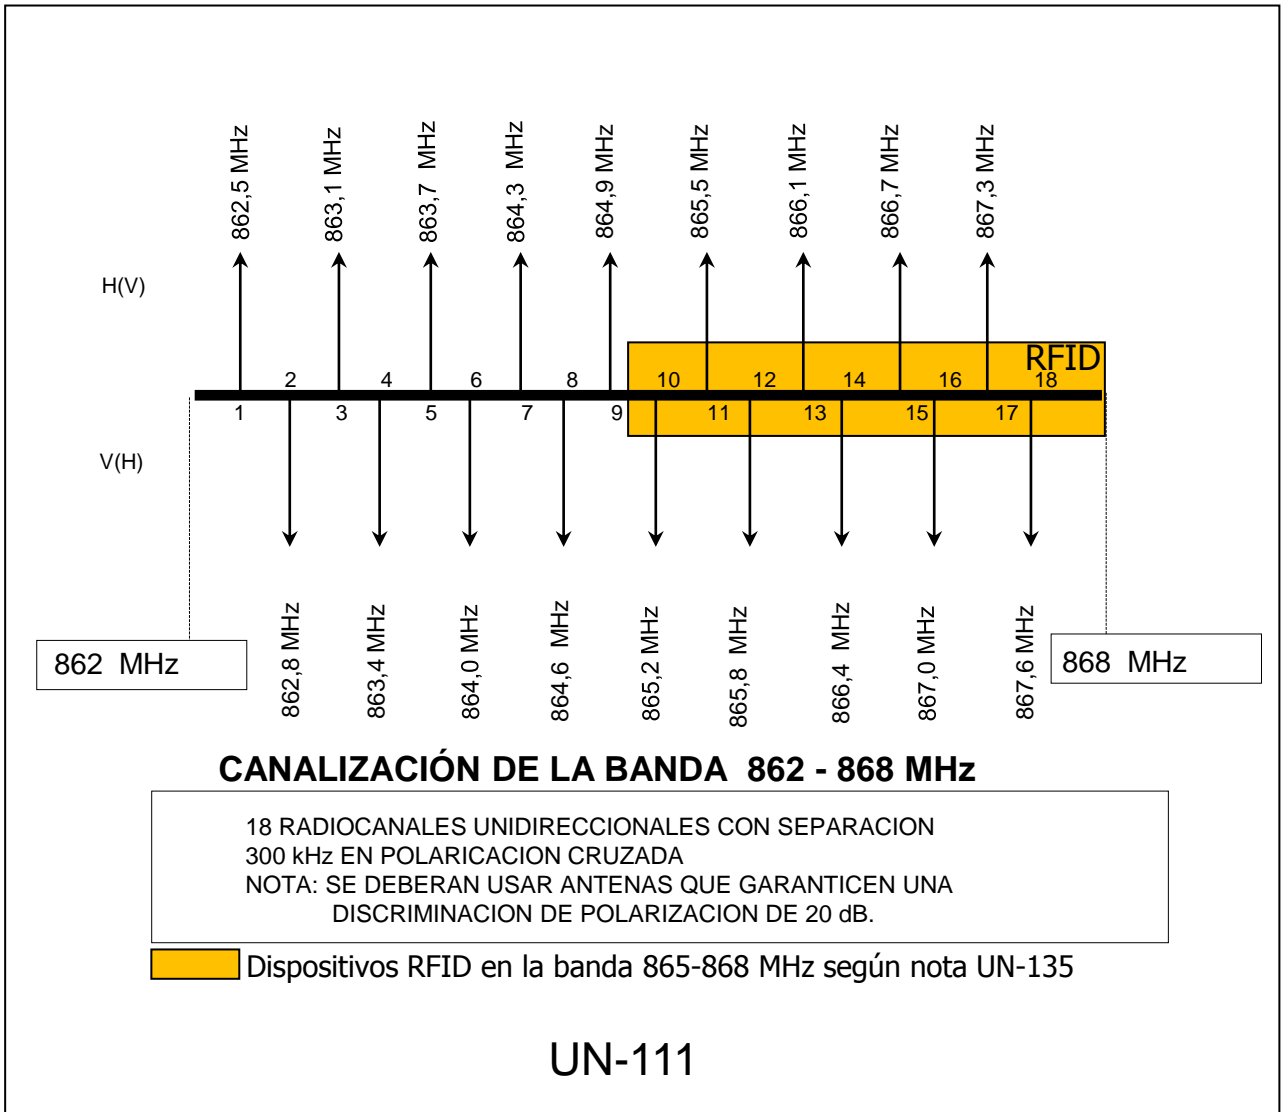 862,5 MHz
863,1 MHz
863,7 MHz
864,3 MHz
864,9 MHz
865,5 MHz
866,1 MHz
866,7 MHz
867,3 MHz
H(V)
RFID
2 4 6 8 10 12 14 16 18
1 3 5 7 9 11 13 15 17
V(H)
862 MHz
862,8 MHz
863,4 MHz
864,0 MHz
864,6 MHz
865,2 MHz
865,8 MHz
866,4 MHz
867,0 MHz
867,6 MHz
868 MHz
CANALIZACIÓN DE LA BANDA 862 - 868 MHz
18 RADIOCANALES UNIDIRECCIONALES CON SEPARACION
300 kHz EN POLARICACION CRUZADA
NOTA: SE DEBERAN USAR ANTENAS QUE GARANTICEN UNA
DISCRIMINACION DE POLARIZACION DE 20 dB.
Dispositivos RFID en la banda 865-868 MHz según nota UN-135
UN-111